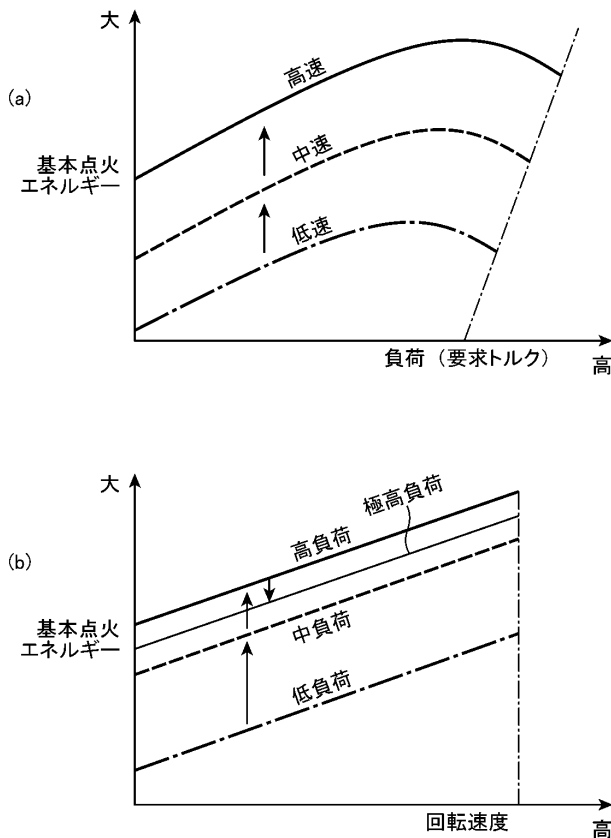 大
(a)
高速
中速
基本点火
エネルギー
低速
負荷（要求トルク）
高
大
極高負荷
高負荷
(b)
基本点火
エネルギー
中負荷
低負荷
回転速度
高